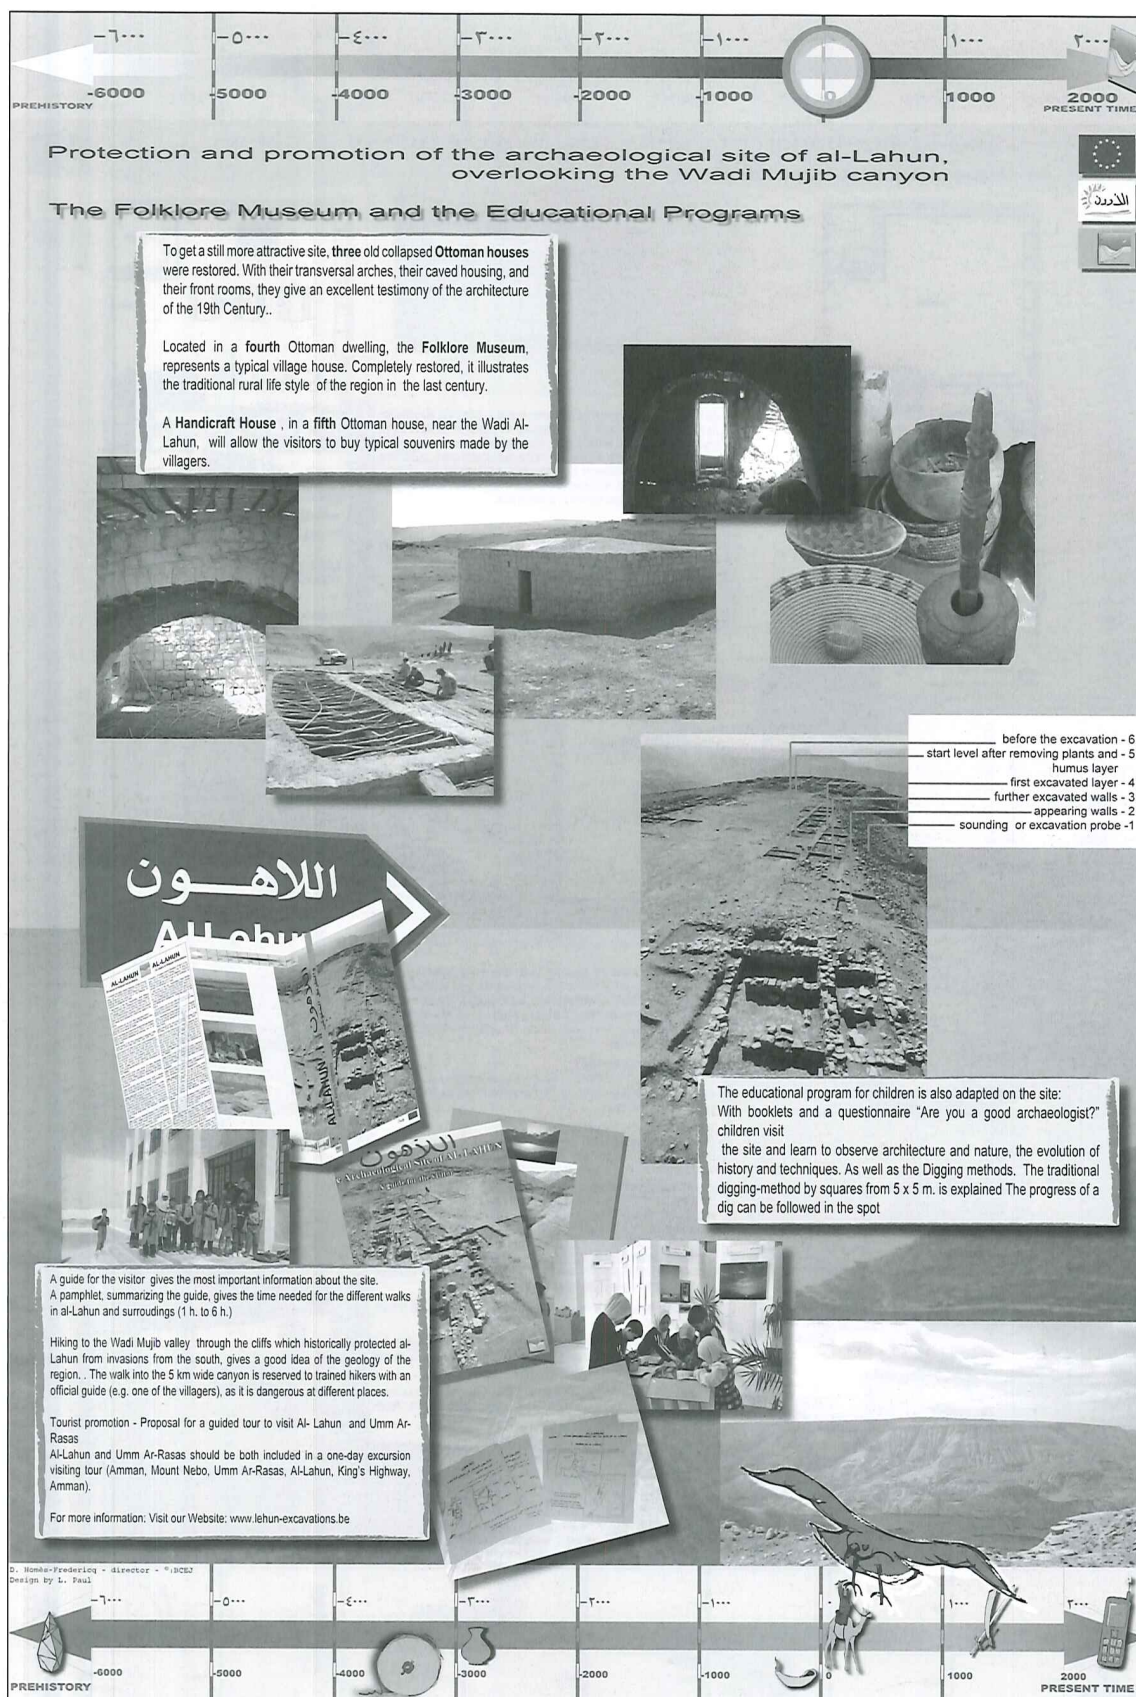 -٦٠٠٠ -٥٠٠٠ -٤٠٠٠ -٣٠٠٠ -٢٠٠٠ -١٠٠٠ ١٠٠٠ ٢٠٠٠
-6000 -5000 -4000 -3000 -2000 -1000 0 1000 2000
PREHISTORY PRESENT TIME
Protection and promotion of the archaeological site of al-Lahun,
overlooking the Wadi Mujib canyon
The Folklore Museum and the Educational Programs
الاردن
To get a still more attractive site, three old collapsed Ottoman houses
were restored. With their transversal arches, their caved housing, and
their front rooms, they give an excellent testimony of the architecture
of the 19th Century..
Located in a fourth Ottoman dwelling, the Folklore Museum,
represents a typical village house. Completely restored, it illustrates
the traditional rural life style of the region in the last century.
A Handicraft House , in a fifth Ottoman house, near the Wadi Al-
Lahun, will allow the visitors to buy typical souvenirs made by the
villagers.
before the excavation - 6
start level after removing plants and - 5
humus layer
first excavated layer - 4
further excavated walls - 3
appearing walls - 2
sounding or excavation probe -1
اللاهــــون
AL-LAHUN AL-LAHUN
AL-LAHUN
اللاهون
The educational program for children is also adapted on the site:
With booklets and a questionnaire “Are you a good archaeologist?”
children visit
the site and learn to observe architecture and nature, the evolution of
history and techniques. As well as the Digging methods. The traditional
digging-method by squares from 5 x 5 m. is explained The progress of a
dig can be followed in the spot
اللاهون
e Archaeological Site of AL-LAHUN
A guide for the Visitor
A guide for the visitor gives the most important information about the site.
A pamphlet, summarizing the guide, gives the time needed for the different walks
in al-Lahun and surroudings (1 h. to 6 h.)
Hiking to the Wadi Mujib valley through the cliffs which historically protected al-
Lahun from invasions from the south, gives a good idea of the geology of the
region. . The walk into the 5 km wide canyon is reserved to trained hikers with an
official guide (e.g. one of the villagers), as it is dangerous at different places.
Tourist promotion - Proposal for a guided tour to visit Al- Lahun and Umm Ar-
Rasas
Al-Lahun and Umm Ar-Rasas should be both included in a one-day excursion
visiting tour (Amman, Mount Nebo, Umm Ar-Rasas, Al-Lahun, King's Highway,
Amman).
For more information: Visit our Website: www.lehun-excavations.be
D. Homès-Fredericq - director - ©:BCEJ
Design by L. Paul
-٦٠٠٠ -٥٠٠٠ -٤٠٠٠ -٣٠٠٠ -٢٠٠٠ -١٠٠٠ ٠ ١٠٠٠ ٢٠٠٠
-6000 -5000 -4000 -3000 -2000 -1000 0 1000 2000
PREHISTORY PRESENT TIME